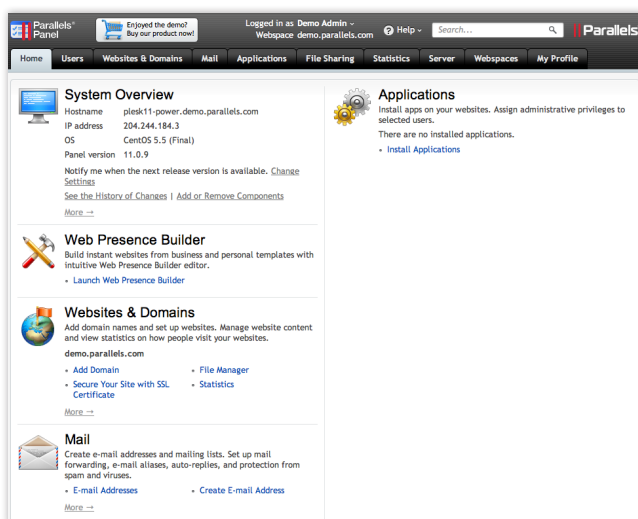 Parallels®
Panel
Enjoyed the demo?
Buy our product now!
Logged in as Demo Admin
Webspace demo.parallels.com
Help
Search...
Parallels
Home Users Websites & Domains Mail Applications File Sharing Statistics Server Webspaces My Profile
System Overview
Hostname plesk11-power.demo.parallels.com
IP address 204.244.184.3
OS CentOS 5.5 (Final)
Panel version 11.0.9
Notify me when the next release version is available. Change
Settings
See the History of Changes | Add or Remove Components
More →
Web Presence Builder
Build instant websites from business and personal templates with
intuitive Web Presence Builder editor.
Launch Web Presence Builder
Websites & Domains
Add domain names and set up websites. Manage website content
and view statistics on how people visit your websites.
demo.parallels.com
Add Domain
Secure Your Site with SSL
Certificate
File Manager
Statistics
More →
Mail
Create e-mail addresses and mailing lists. Set up mail
forwarding, e-mail aliases, auto-replies, and protection from
spam and viruses.
E-mail Addresses
Create E-mail Address
More →
Applications
Install apps on your websites. Assign administrative privileges to
selected users.
There are no installed applications.
Install Applications